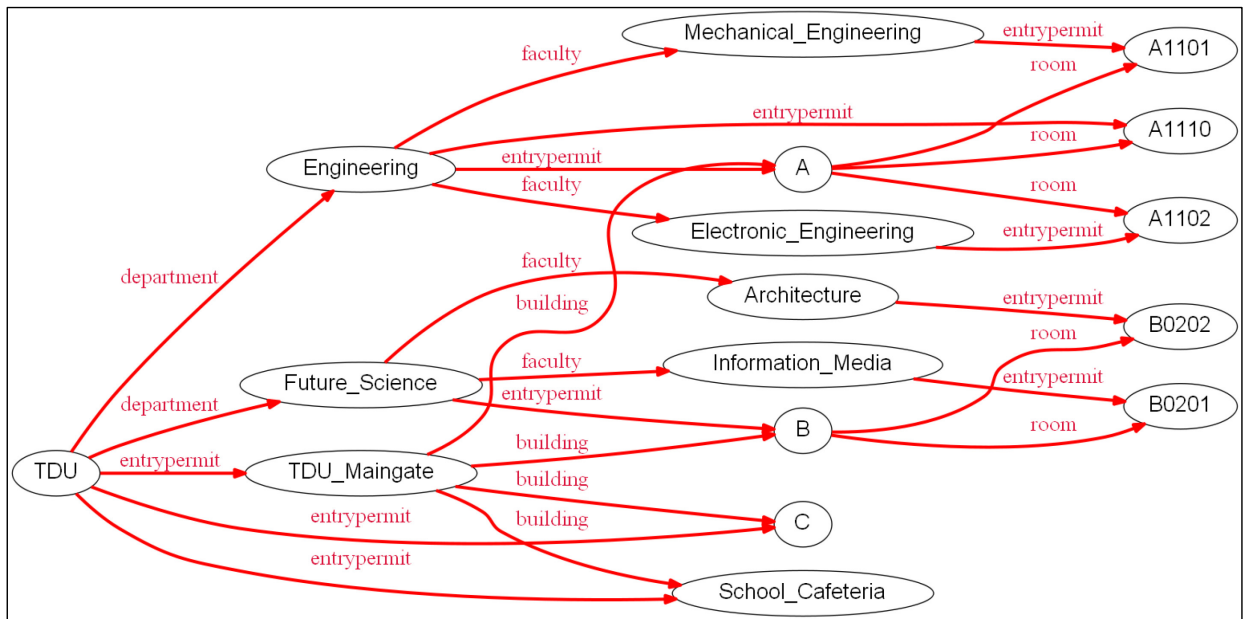 Mechanical_Engineering
entrypermit
A1101
faculty
room
entrypermit
A1110
Engineering
entrypermit
A
room
faculty
room
A1102
Electronic_Engineering
entrypermit
department
faculty
building
Architecture
entrypermit
B0202
Future_Science
faculty
Information_Media
room
entrypermit
entrypermit
B0201
department
B
room
TDU
entrypermit
TDU_Maingate
building
building
entrypermit
building
C
entrypermit
School_Cafeteria